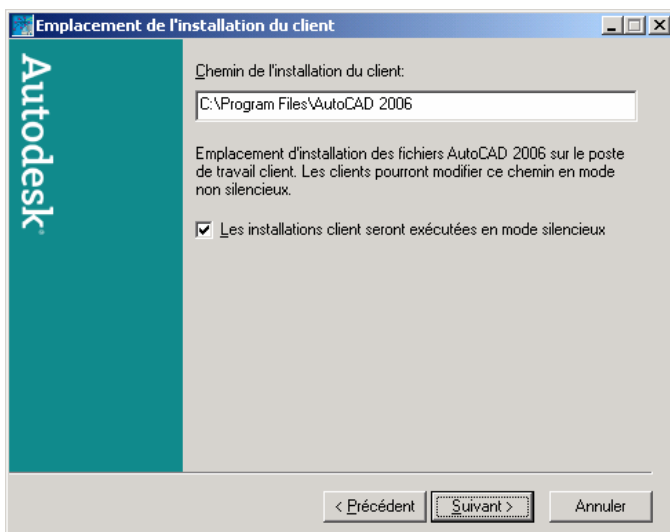 Emplacement de l'installation du client
Autodesk
Chemin de l'installation du client:
C:\Program Files\AutoCAD 2006
Emplacement d'installation des fichiers AutoCAD 2006 sur le poste
de travail client. Les clients pourront modifier ce chemin en mode
non silencieux.
Les installations client seront exécutées en mode silencieux
< Précédent
Suivant >
Annuler